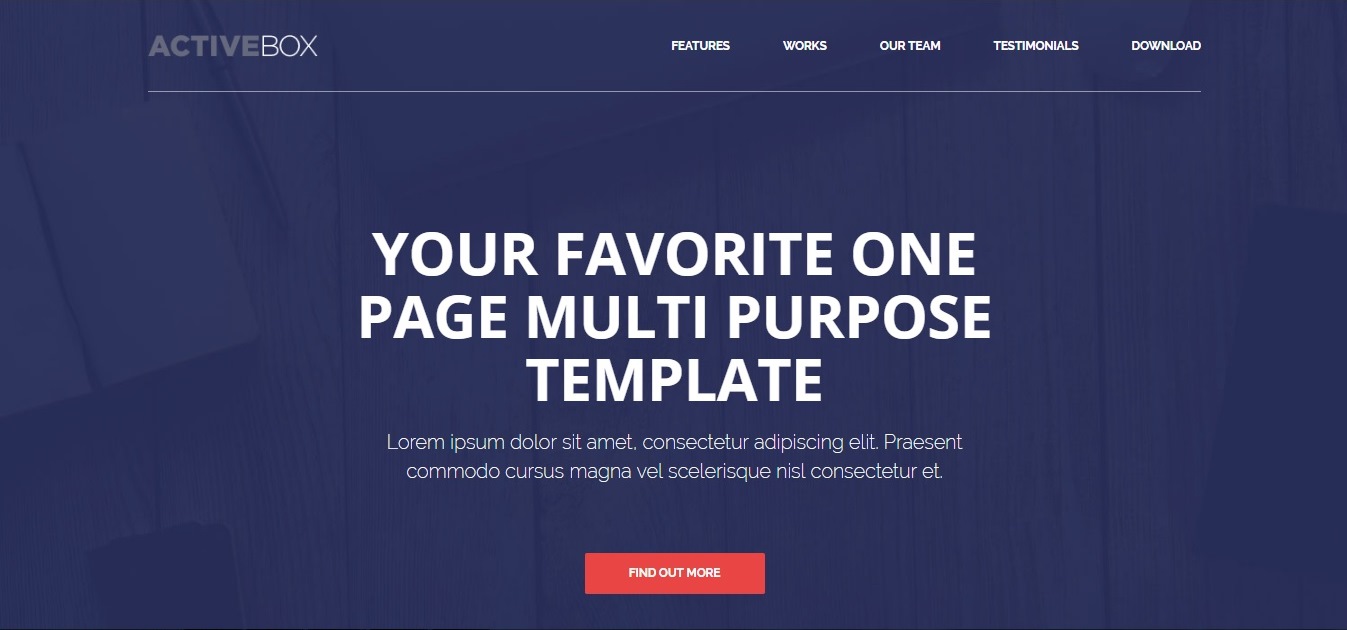 ACTIVEBOX
FEATURES WORKS OUR TEAM TESTIMONIALS DOWNLOAD
YOUR FAVORITE ONE
PAGE MULTI PURPOSE
TEMPLATE
Lorem ipsum dolor sit amet, consectetur adipiscing elit. Praesent
commodo cursus magna vel scelerisque nisl consectetur et.
FIND OUT MORE